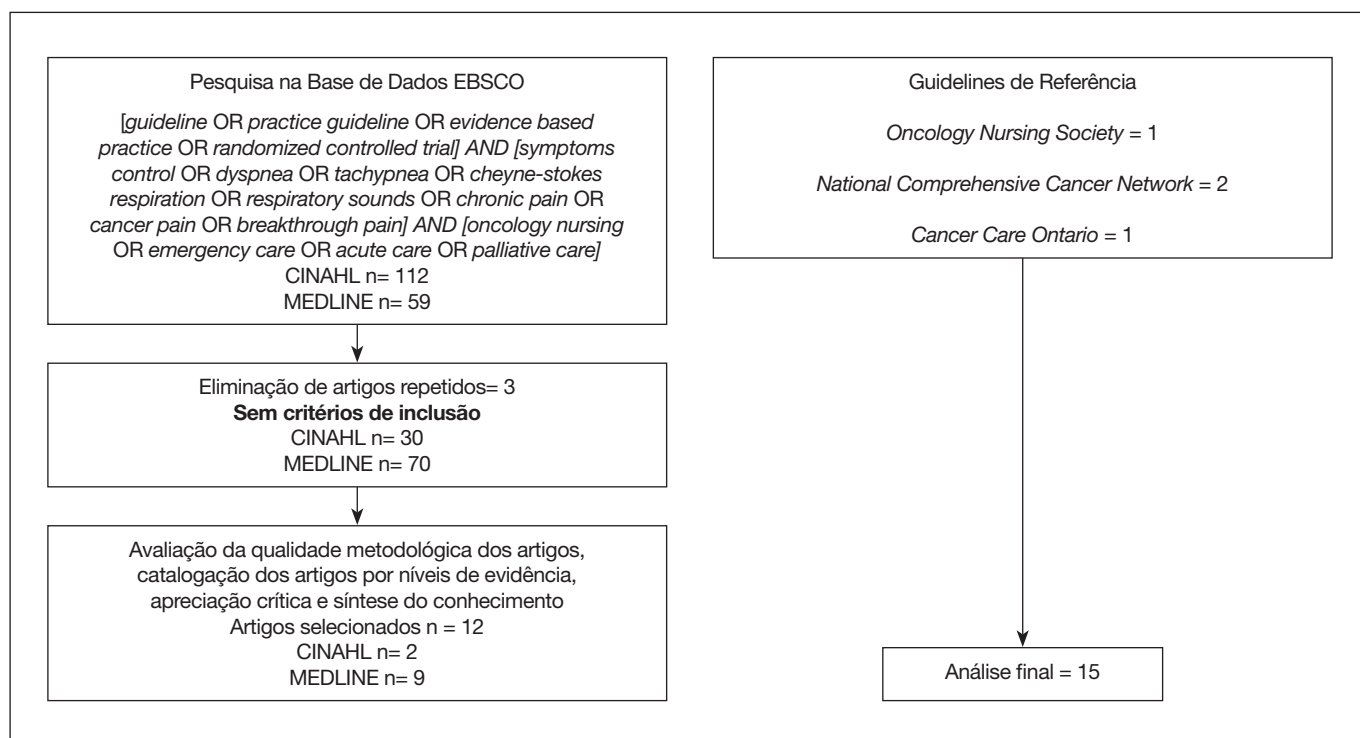 Pesquisa na Base de Dados EBSCO
[guideline OR practice guideline OR evidence based
practice OR randomized controlled trial] AND [symptoms
control OR dyspnea OR tachypnea OR cheyne-stokes
respiration OR respiratory sounds OR chronic pain OR
cancer pain OR breakthrough pain] AND [oncology nursing
OR emergency care OR acute care OR palliative care]
CINAHL n= 112
MEDLINE n= 59
Eliminação de artigos repetidos= 3
Sem critérios de inclusão
CINAHL n= 30
MEDLINE n= 70
Avaliação da qualidade metodológica dos artigos,
catalogação dos artigos por níveis de evidência,
apreciação crítica e síntese do conhecimento
Artigos selecionados n = 12
CINAHL n= 2
MEDLINE n= 9
Guidelines de Referência
Oncology Nursing Society = 1
National Comprehensive Cancer Network = 2
Cancer Care Ontario = 1
Análise final = 15